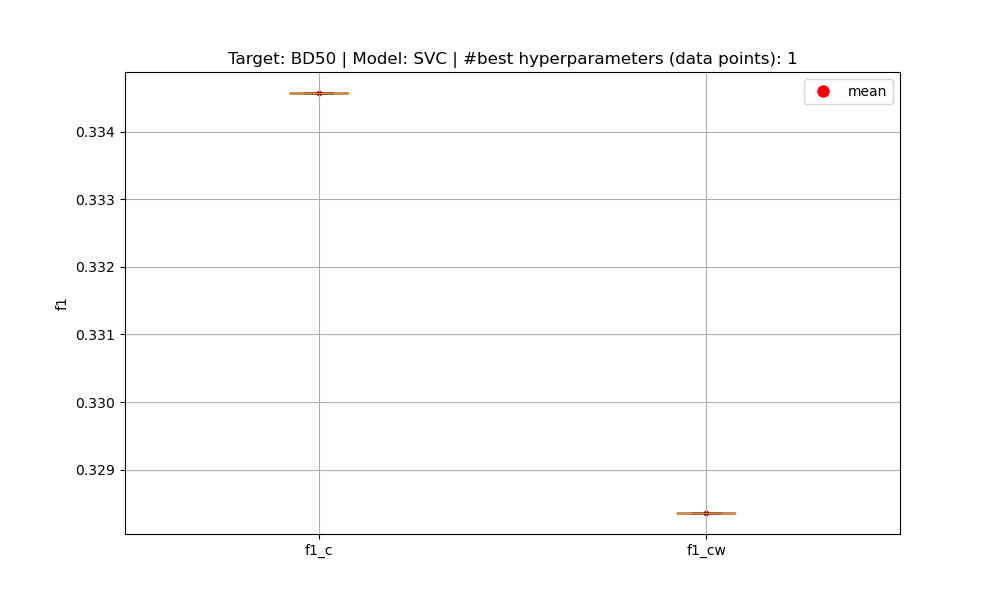 Target: BD50 | Model: SVC | #best hyperparameters (data points): 1
mean
0.334
0.333
0.332
0.331
0.330
0.329
f1
f1_c
f1_cw